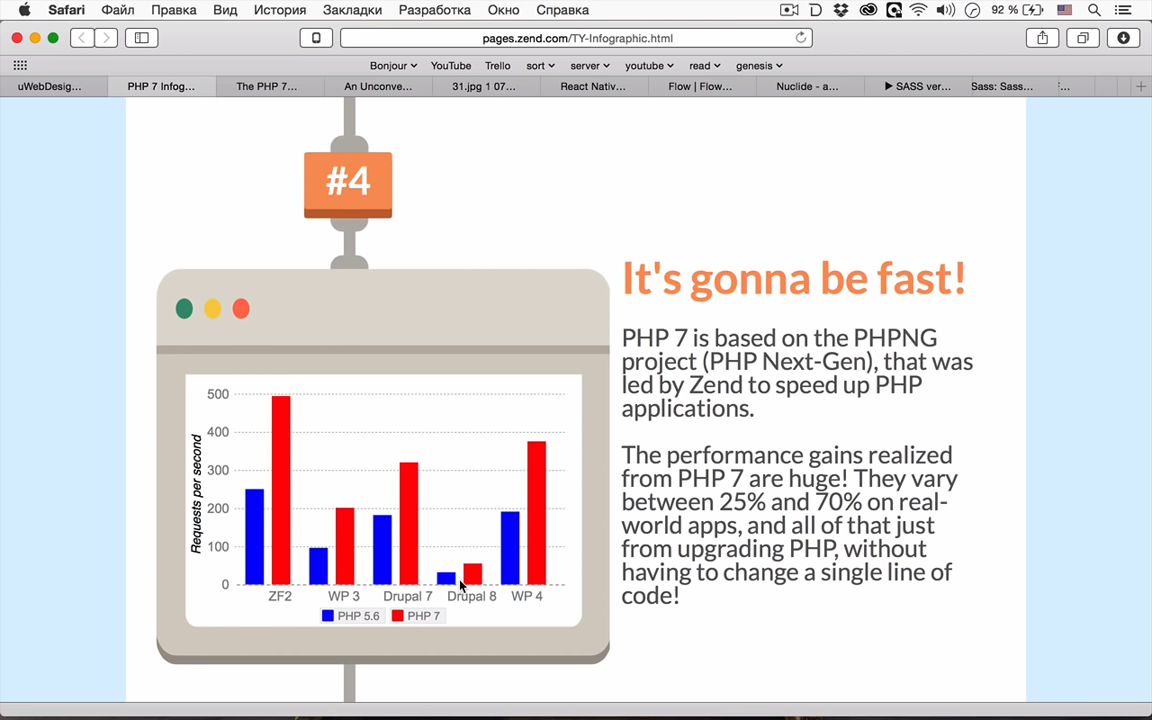 Safari Файл Правка Вид История Закладки Разработка Окно Справка 92 %
pages.zend.com/TY-Infographic.html
Bonjour YouTube Trello sort server youtube read genesis
uWebDesig... PHP 7 Infog... The PHP 7... An Unconve... 31.jpg 1 07... React Nativ... Flow | Flow... Nuclide - a... ▶ SASS ver... Sass: Sass...
#4
It's gonna be fast!
PHP 7 is based on the PHPNG
project (PHP Next-Gen), that was
led by Zend to speed up PHP
applications.
The performance gains realized
from PHP 7 are huge! They vary
between 25% and 70% on real-
world apps, and all of that just
from upgrading PHP, without
having to change a single line of
code!
Requests per second
500
400
300
200
100
0
ZF2 WP 3 Drupal 7 Drupal 8 WP 4
PHP 5.6 PHP 7